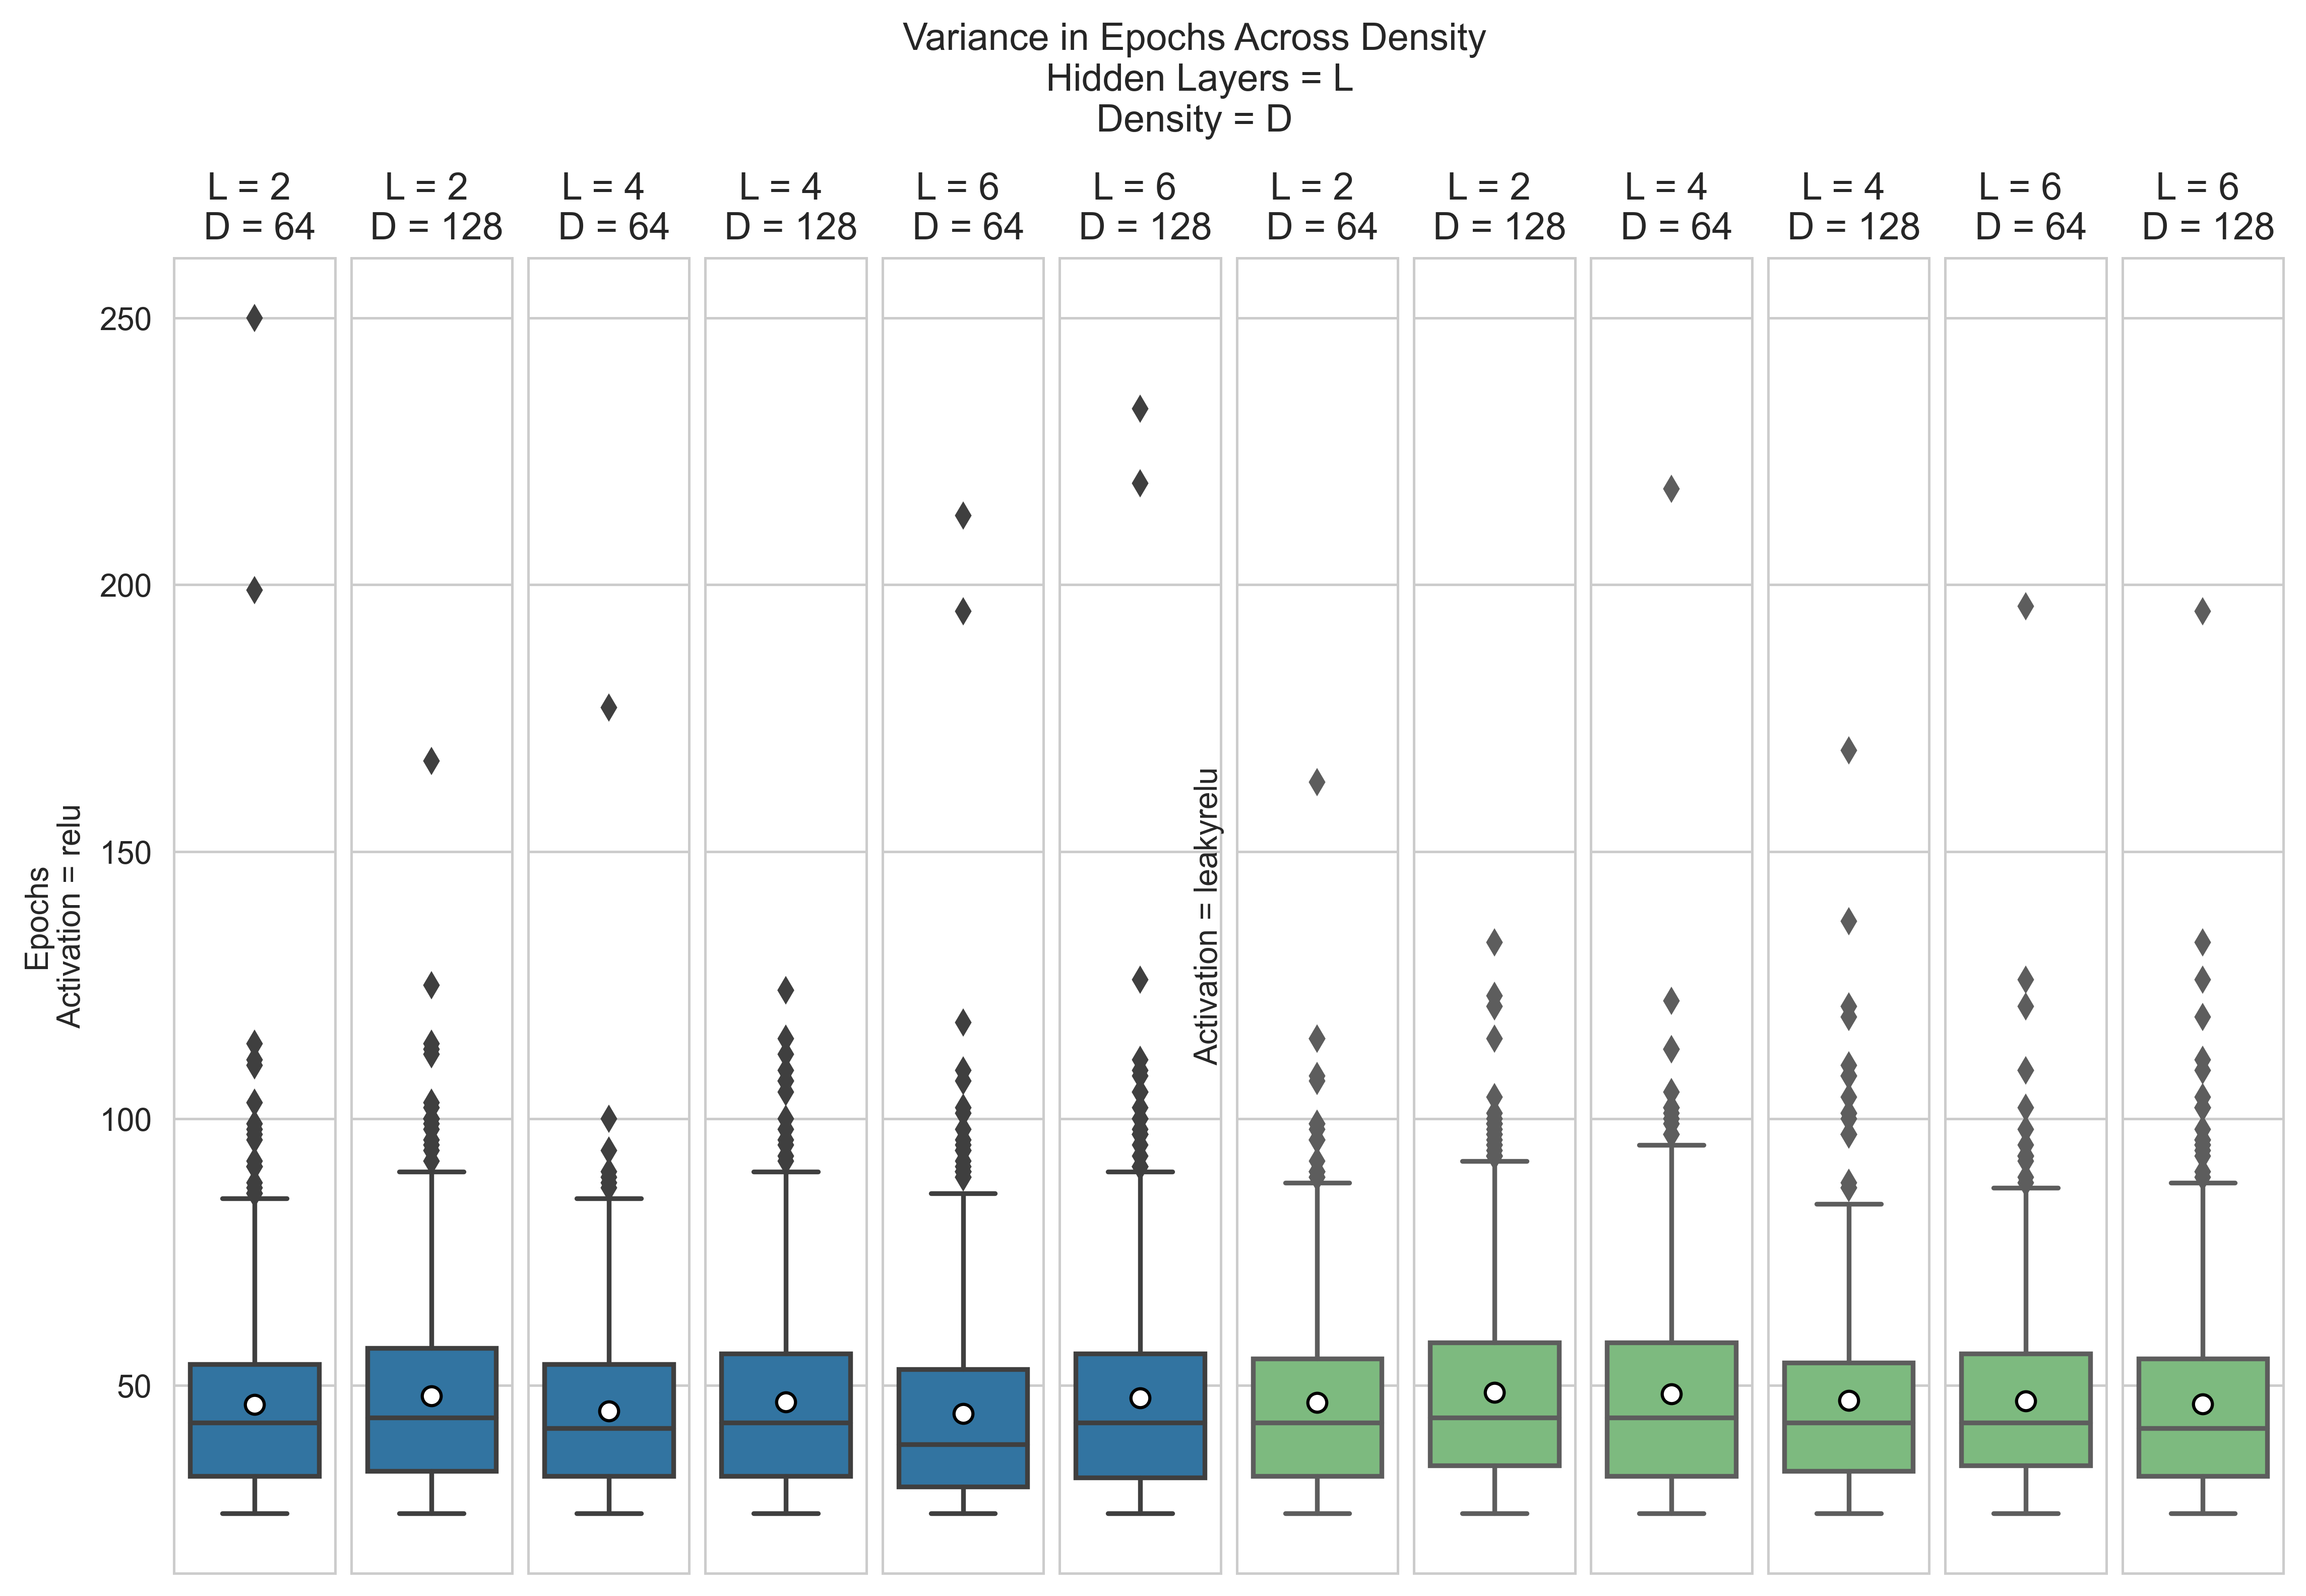 Variance in Epochs Across Density
Hidden Layers = L
Density = D
L = 2
D = 64
L = 2
D = 128
L = 4
D = 64
L = 4
D = 128
L = 6
D = 64
L = 6
D = 128
L = 2
D = 64
L = 2
D = 128
L = 4
D = 64
L = 4
D = 128
L = 6
D = 64
L = 6
D = 128
250
200
150
100
50
Epochs
Activation = relu
Activation = leakyrelu